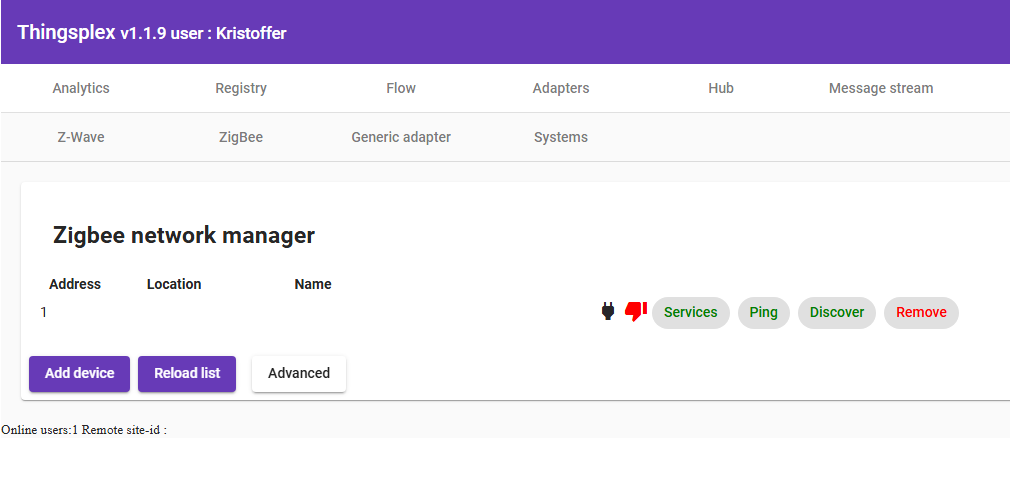 Thingsplex v1.1.9 user : Kristoffer
Analytics Registry Flow Adapters Hub Message stream
Z-Wave ZigBee Generic adapter Systems
Zigbee network manager
Address Location Name
1 Services Ping Discover Remove
Add device Reload list Advanced
Online users:1 Remote site-id :